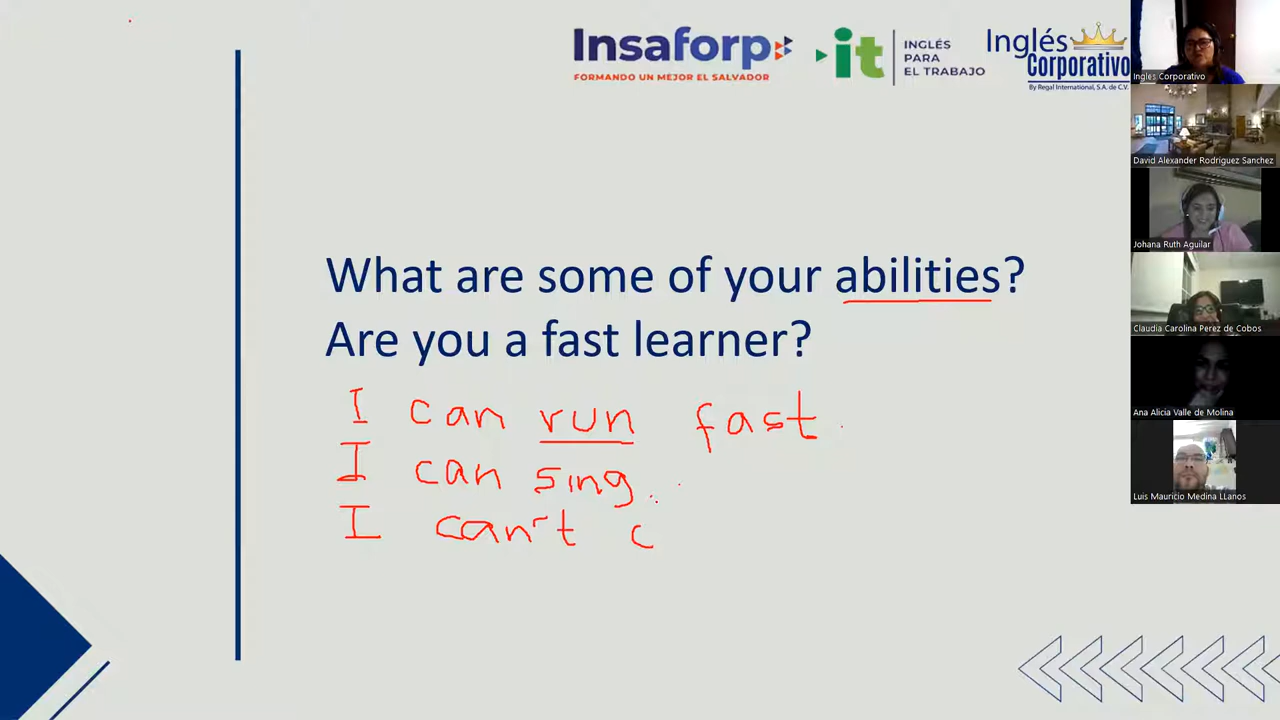 Insaforp
FORMANDO UN MEJOR EL SALVADOR
it
INGLÉS
PARA
EL TRABAJO
Inglés
Corporativo
By Regal International, S.A. de C.V.
Ingles Corporativo
David Alexander Rodriguez Sanchez
Johana Ruth Aguilar
Claudia Carolina Perez de Cobos
Ana Alicia Valle de Molina
Luis Mauricio Medina LLanos
What are some of your abilities?
Are you a fast learner?
I can run fast.
I can sing.
I can't c